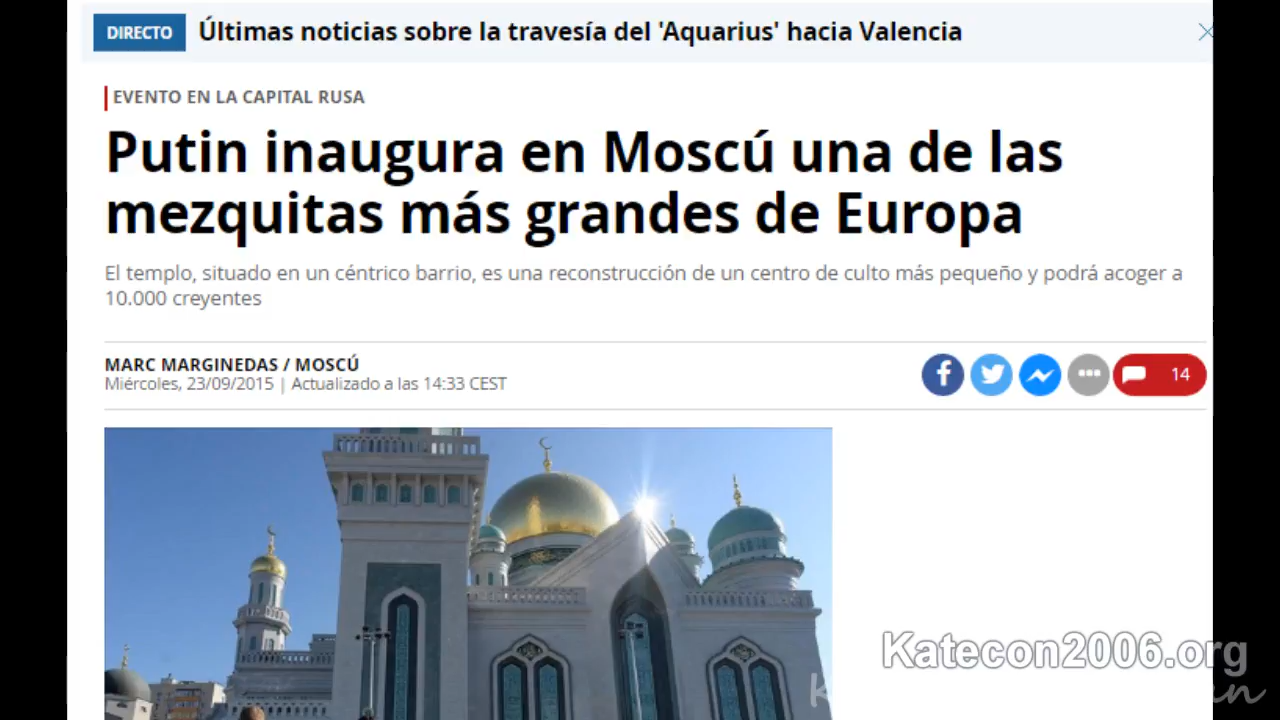 DIRECTO Últimas noticias sobre la travesía del 'Aquarius' hacia Valencia
EVENTO EN LA CAPITAL RUSA
Putin inaugura en Moscú una de las
mezquitas más grandes de Europa
El templo, situado en un céntrico barrio, es una reconstrucción de un centro de culto más pequeño y podrá acoger a
10.000 creyentes
MARC MARGINEDAS / MOSCÚ
Miércoles, 23/09/2015 | Actualizado a las 14:33 CEST
14
Katecon2006.org